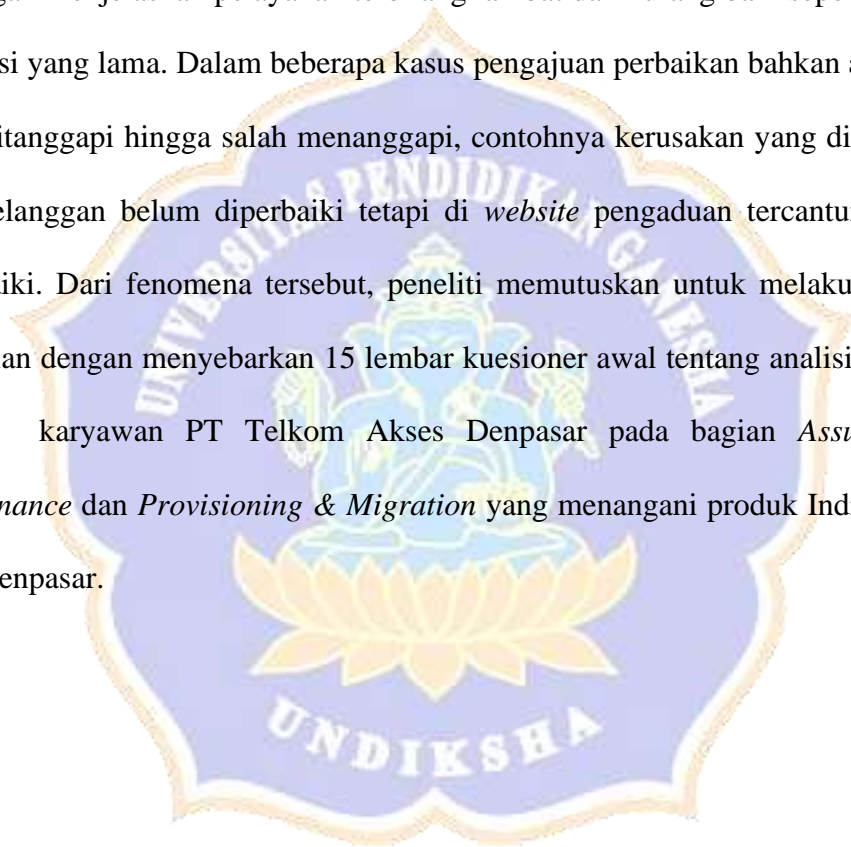 si yang lama. Dalam beberapa kasus pengajuan perbaikan bahkan a
itanggapi hingga salah menanggapi, contohnya kerusakan yang di
elanggan belum diperbaiki tetapi di website pengaduan tercantu
iki. Dari fenomena tersebut, peneliti memutuskan untuk melaku
an dengan menyebarkan 15 lembar kuesioner awal tentang analisi
karyawan PT Telkom Akses Denpasar pada bagian Assu
nance dan Provisioning & Migration yang menangani produk Ind
enpasar.
UNIVERSITAS PENDIDIKAN GANESHA
UNDIKSHA